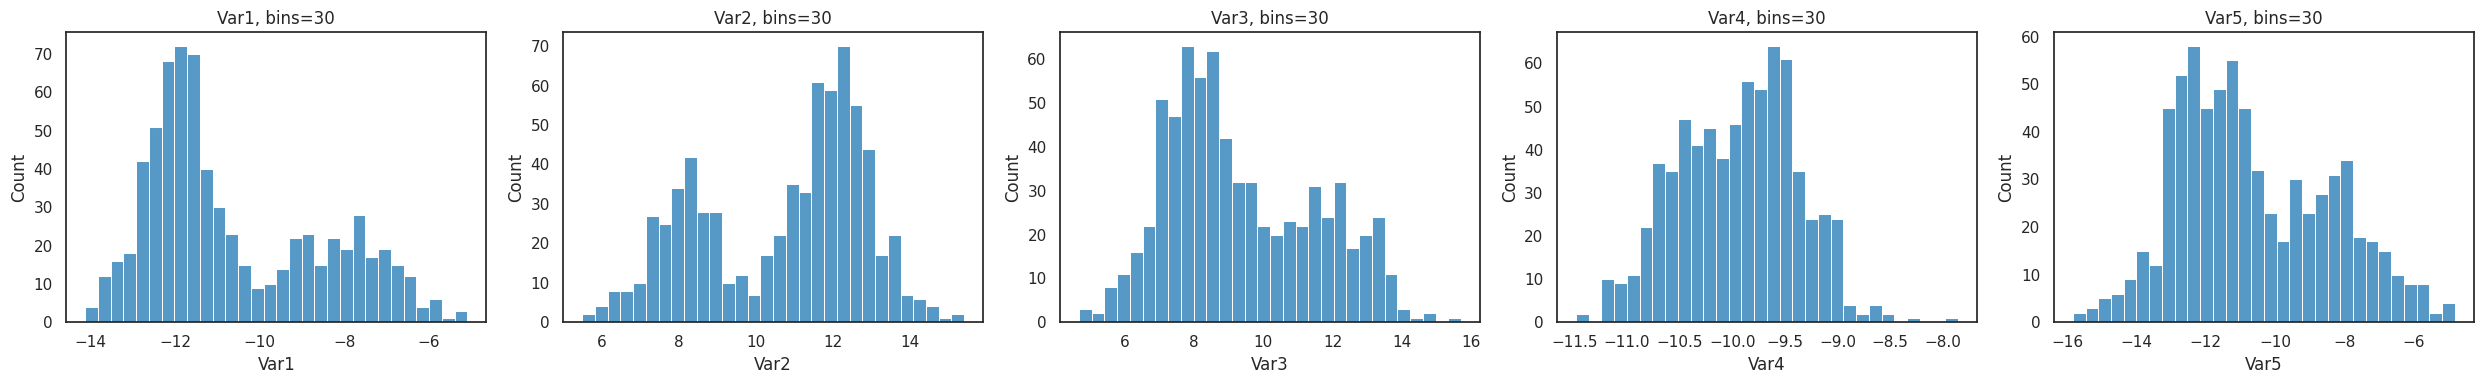 Var1, bins=30
70
60
50
40
30
20
10
0
Count
−14 −12 −10 −8 −6
Var1
Var2, bins=30
70
60
50
40
30
20
10
0
Count
6 8 10 12 14
Var2
Var3, bins=30
60
50
40
30
20
10
0
Count
6 8 10 12 14 16
Var3
Var4, bins=30
60
50
40
30
20
10
0
Count
−11.5 −11.0 −10.5 −10.0 −9.5 −9.0 −8.5 −8.0
Var4
Var5, bins=30
60
50
40
30
20
10
0
Count
−16 −14 −12 −10 −8 −6
Var5